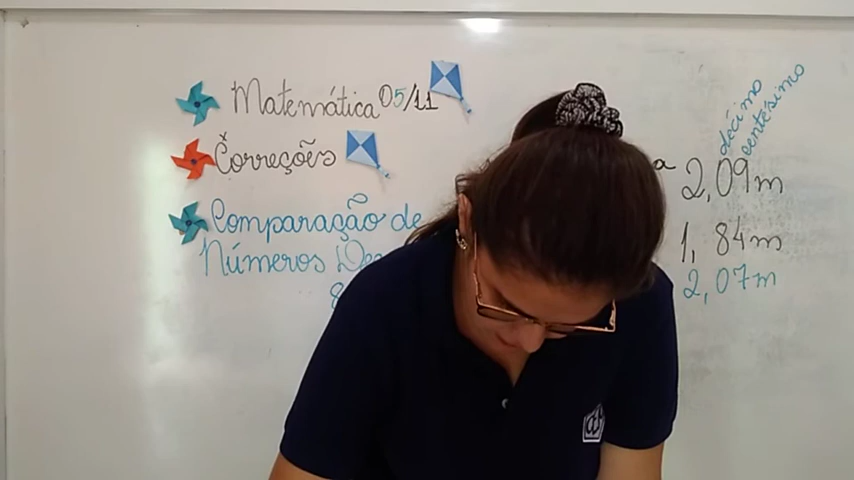 Matemática 05/11
Correções
Comparação de
Números
décimo
centésimo
a 2,09m
1,84m
2,07m